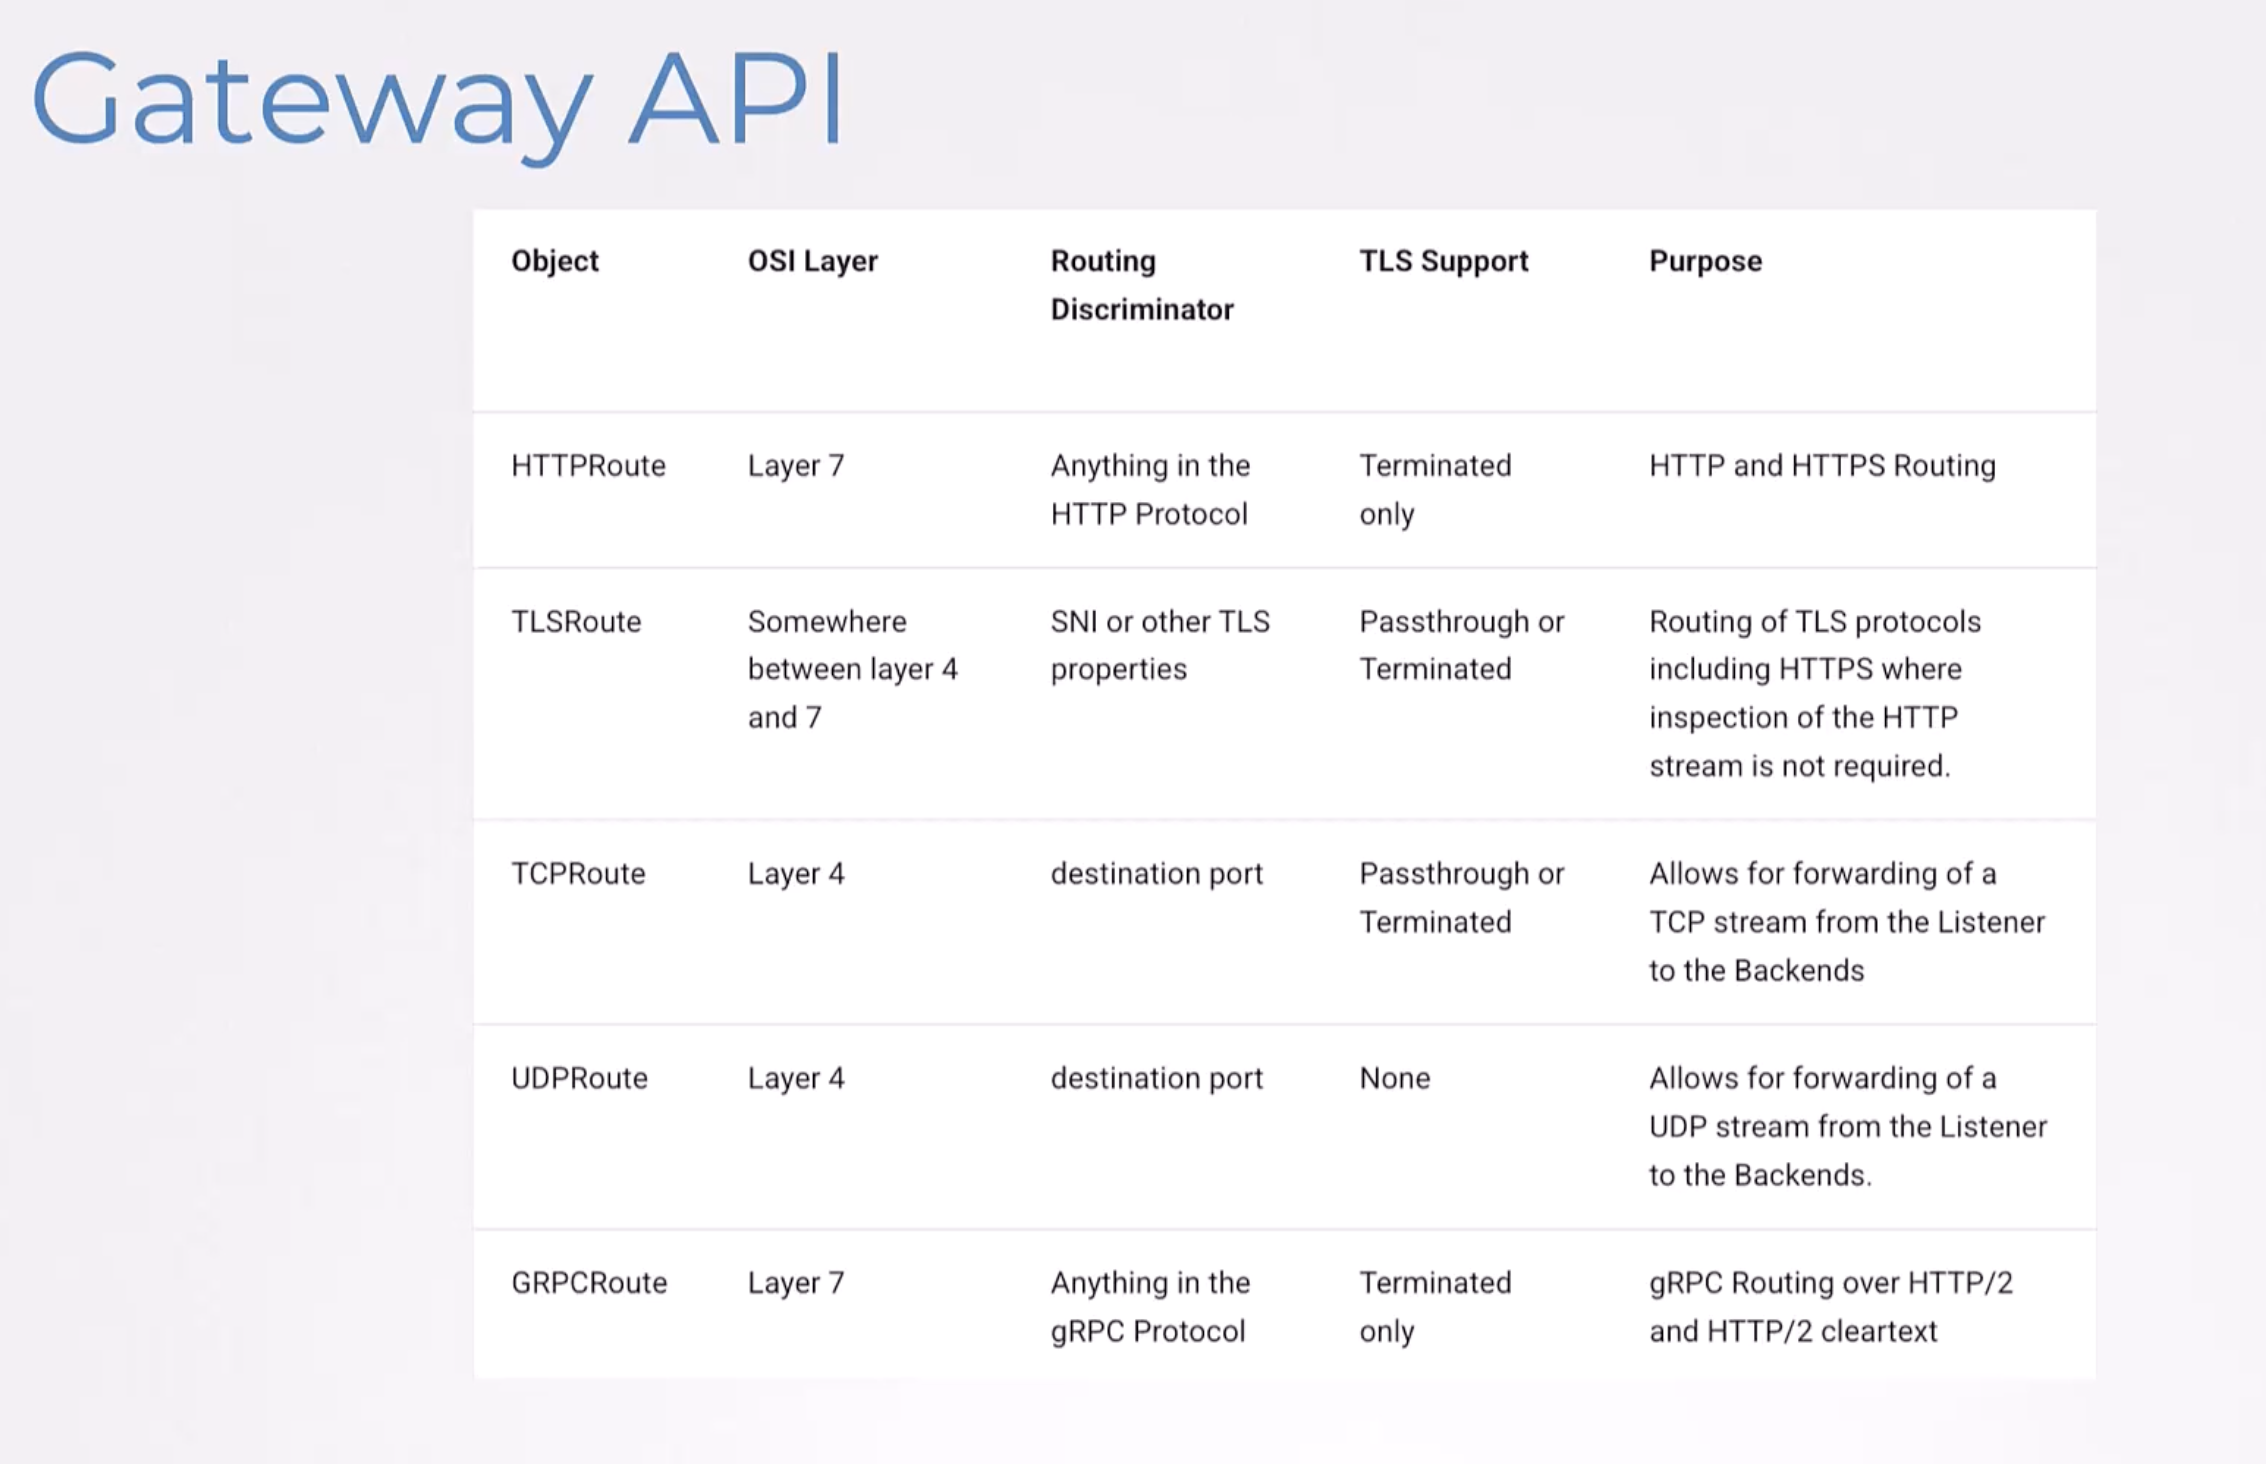 Gateway API
Object
OSI Layer
Routing
Discriminator
TLS Support
Purpose
HTTPRoute
Layer 7
Anything in the
HTTP Protocol
Terminated
only
HTTP and HTTPS Routing
TLSRoute
Somewhere
between layer 4
and 7
SNI or other TLS
properties
Passthrough or
Terminated
Routing of TLS protocols
including HTTPS where
inspection of the HTTP
stream is not required.
TCPRoute
Layer 4
destination port
Passthrough or
Terminated
Allows for forwarding of a
TCP stream from the Listener
to the Backends
UDPRoute
Layer 4
destination port
None
Allows for forwarding of a
UDP stream from the Listener
to the Backends.
GRPCRoute
Layer 7
Anything in the
gRPC Protocol
Terminated
only
gRPC Routing over HTTP/2
and HTTP/2 cleartext